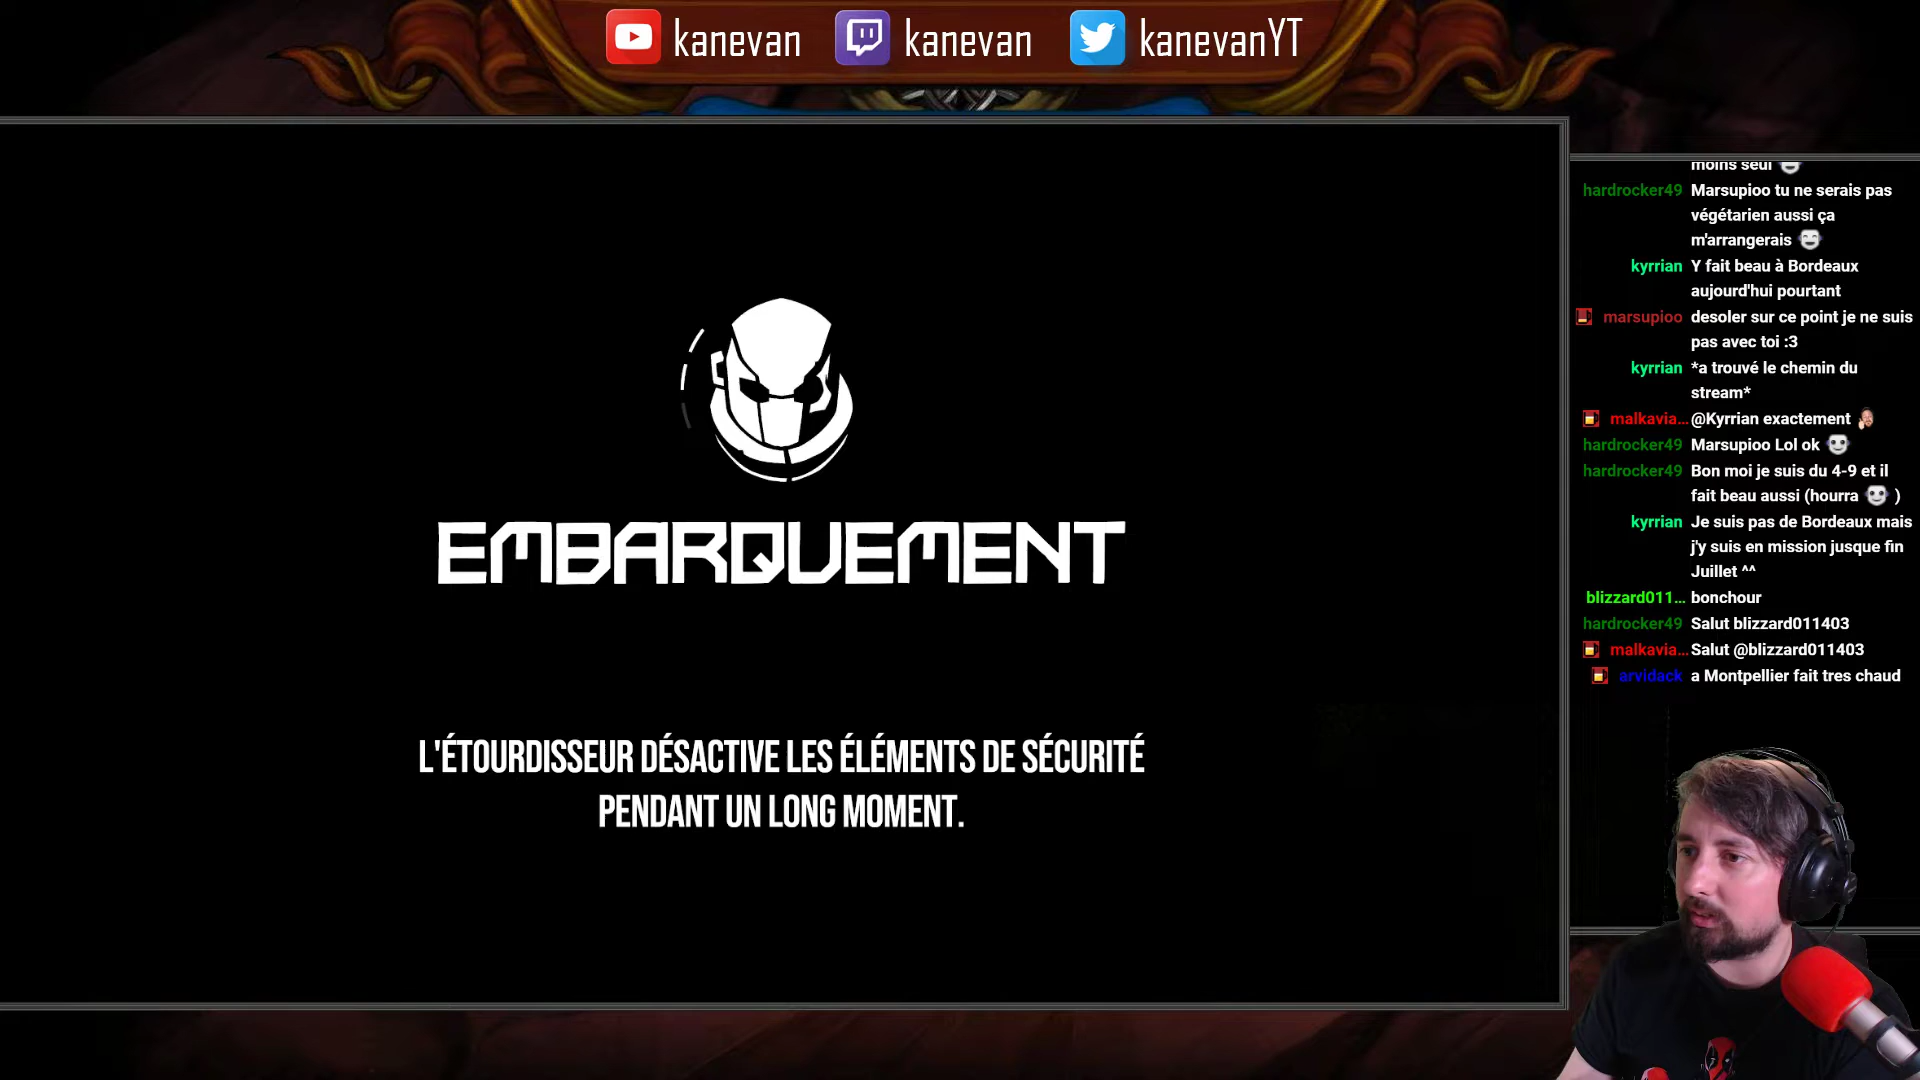 kanevan kanevan kanevanYT
EMBARQUEMENT
L'ÉTOURDISSEUR DÉSACTIVE LES ÉLÉMENTS DE SÉCURITÉ
PENDANT UN LONG MOMENT.
moins seul
hardrocker49 Marsupioo tu ne serais pas
végétarien aussi ça
m'arrangerais
kyrrian Y fait beau à Bordeaux
aujourd'hui pourtant
marsupioo desoler sur ce point je ne suis
pas avec toi :3
kyrrian *a trouvé le chemin du
stream*
malkavia… @Kyrrian exactement
hardrocker49 Marsupioo Lol ok
hardrocker49 Bon moi je suis du 4-9 et il
fait beau aussi (hourra )
kyrrian Je suis pas de Bordeaux mais
j'y suis en mission jusque fin
Juillet ^^
blizzard011… bonchour
hardrocker49 Salut blizzard011403
malkavia… Salut @blizzard011403
arvidack a Montpellier fait tres chaud